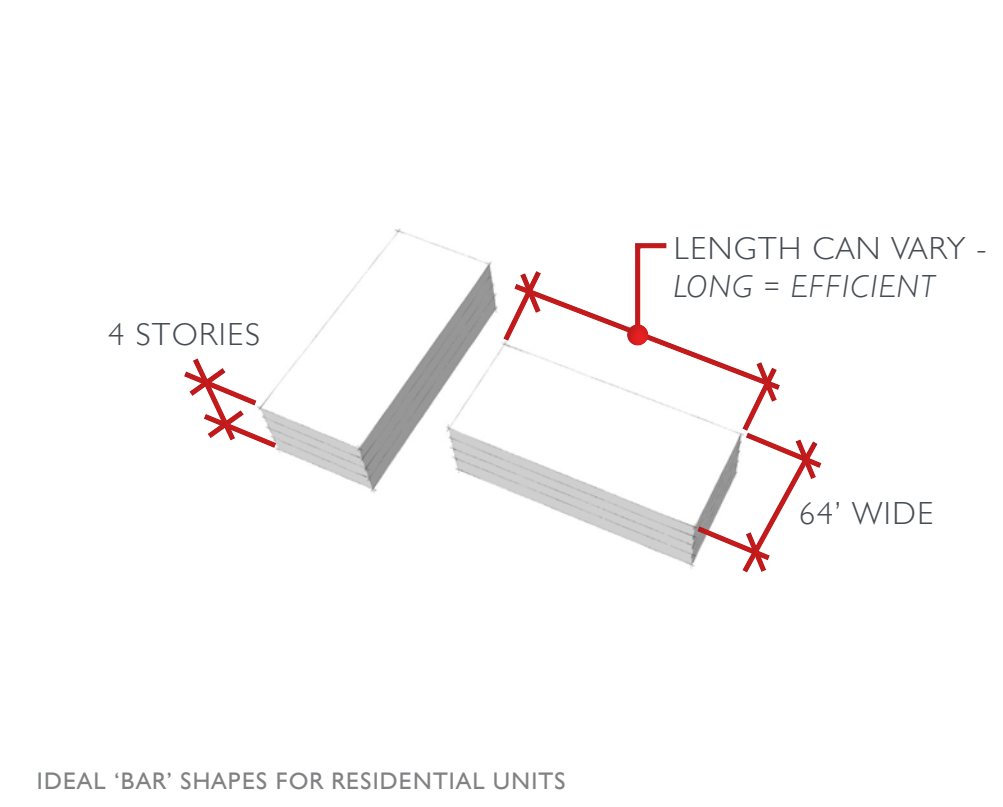 LENGTH CAN VARY -
LONG = EFFICIENT
4 STORIES
64’ WIDE
IDEAL ‘BAR’ SHAPES FOR RESIDENTIAL UNITS